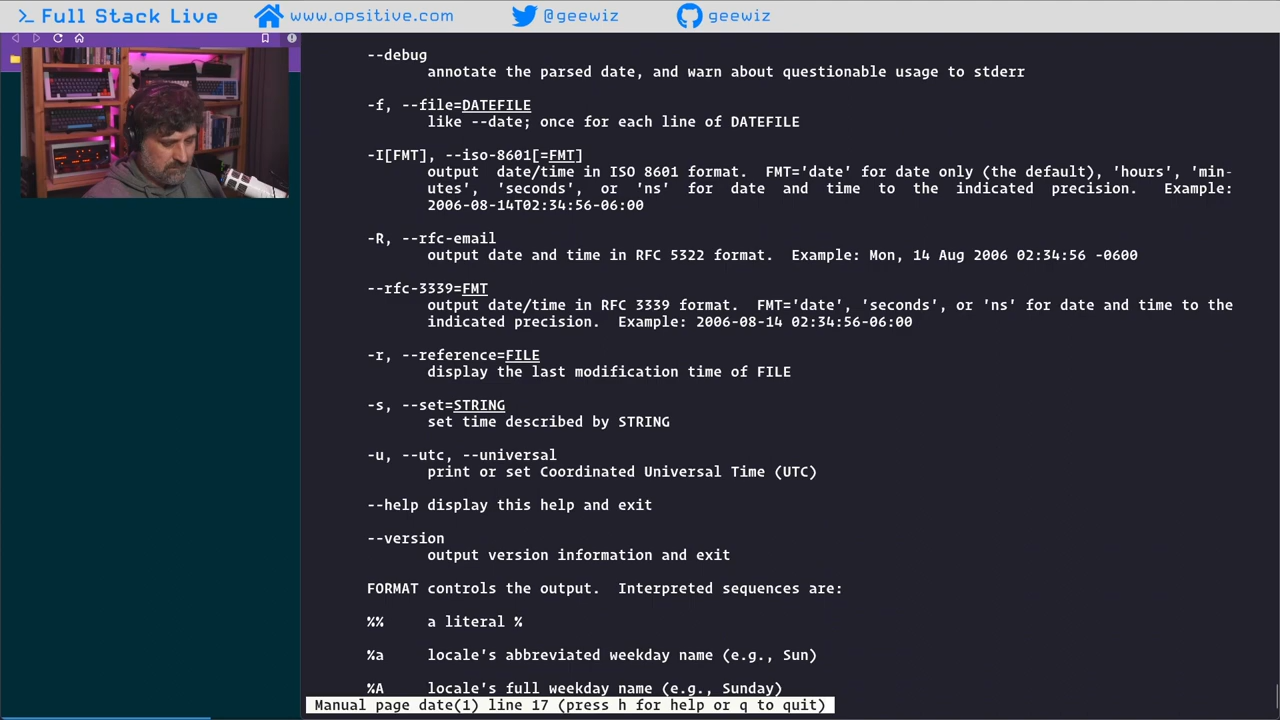 >_ Full Stack Live www.opsitive.com @geewiz geewiz
--debug
annotate the parsed date, and warn about questionable usage to stderr
-f, --file=DATEFILE
like --date; once for each line of DATEFILE
-I[FMT], --iso-8601[=FMT]
output date/time in ISO 8601 format. FMT='date' for date only (the default), 'hours', 'min-
utes', 'seconds', or 'ns' for date and time to the indicated precision. Example:
2006-08-14T02:34:56-06:00
-R, --rfc-email
output date and time in RFC 5322 format. Example: Mon, 14 Aug 2006 02:34:56 -0600
--rfc-3339=FMT
output date/time in RFC 3339 format. FMT='date', 'seconds', or 'ns' for date and time to the
indicated precision. Example: 2006-08-14 02:34:56-06:00
-r, --reference=FILE
display the last modification time of FILE
-s, --set=STRING
set time described by STRING
-u, --utc, --universal
print or set Coordinated Universal Time (UTC)
--help display this help and exit
--version
output version information and exit
FORMAT controls the output. Interpreted sequences are:
%% a literal %
%a locale's abbreviated weekday name (e.g., Sun)
%A locale's full weekday name (e.g., Sunday)
Manual page date(1) line 17 (press h for help or q to quit)